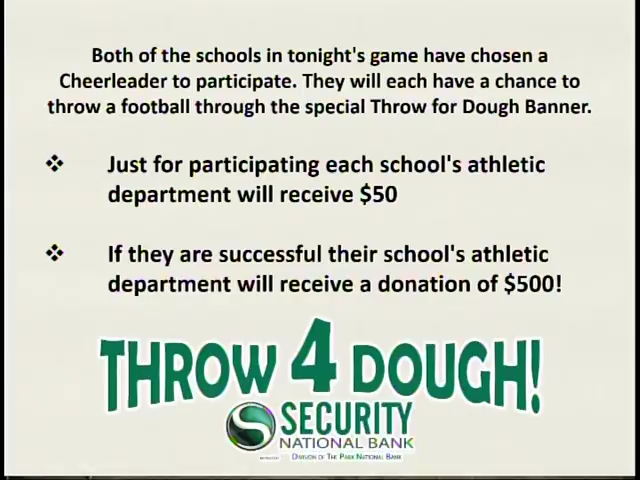 Both of the schools in tonight's game have chosen a
Cheerleader to participate. They will each have a chance to
throw a football through the special Throw for Dough Banner.
❖ Just for participating each school's athletic
department will receive $50
❖ If they are successful their school's athletic
department will receive a donation of $500!
THROW 4 DOUGH!
SECURITY
NATIONAL BANK
DIVISION OF THE PARK NATIONAL BANK